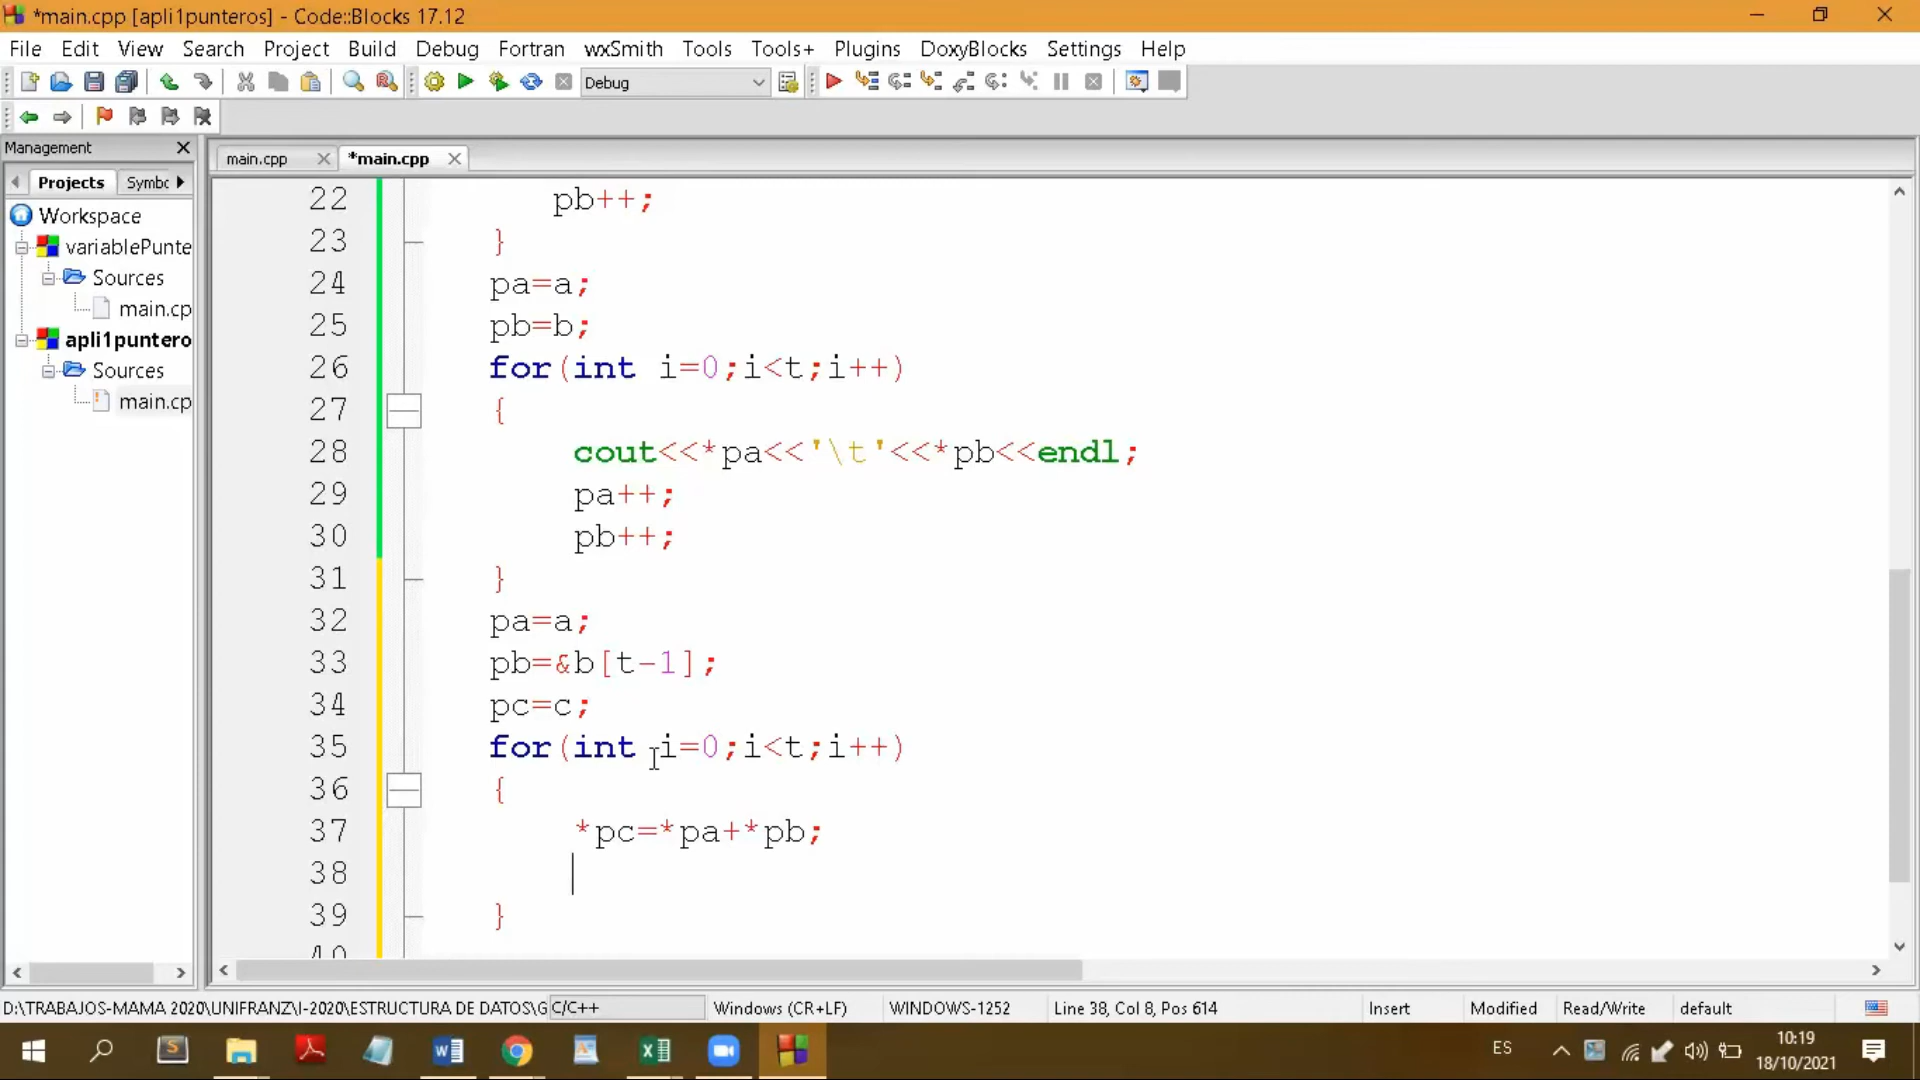 *main.cpp [apli1punteros] - Code::Blocks 17.12
File Edit View Search Project Build Debug Fortran wxSmith Tools Tools+ Plugins DoxyBlocks Settings Help
Debug
Management
main.cpp *main.cpp
Projects Symbc
Workspace
variablePunte
Sources
main.cp
apli1puntero
Sources
main.cp
22 pb++;
23 }
24 pa=a;
25 pb=b;
26 for(int i=0;i<t;i++)
27 {
28 cout<<*pa<<'\t'<<*pb<<endl;
29 pa++;
30 pb++;
31 }
32 pa=a;
33 pb=&b[t-1];
34 pc=c;
35 for(int i=0;i<t;i++)
36 {
37 *pc=*pa+*pb;
38
39 }
40
D:\TRABAJOS-MAMA 2020\UNIFRANZ\I-2020\ESTRUCTURA DE DATOS\G C/C++ Windows (CR+LF) WINDOWS-1252 Line 38, Col 8, Pos 614 Insert Modified Read/Write default
ES 10:19
18/10/2021